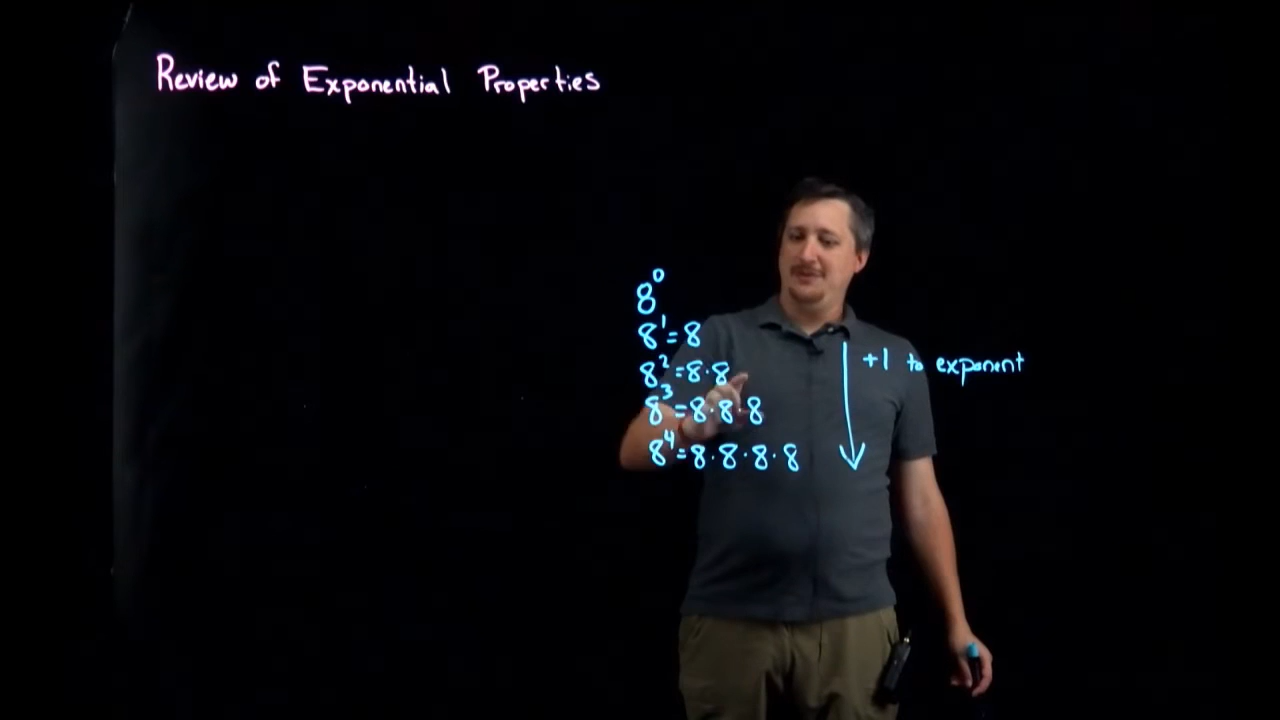 Review of Exponential Properties
8⁰
8¹=8
8²=8·8
+1 to exponent
8³=8·8·8
8⁴=8·8·8·8